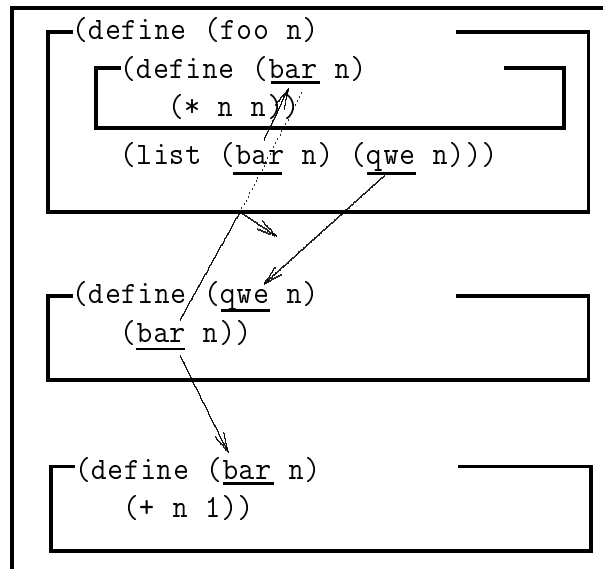 (define (foo n)
(define (bar n)
(* n n))
(list (bar n) (qwe n)))
(define (qwe n)
(bar n))
(define (bar n)
(+ n 1))